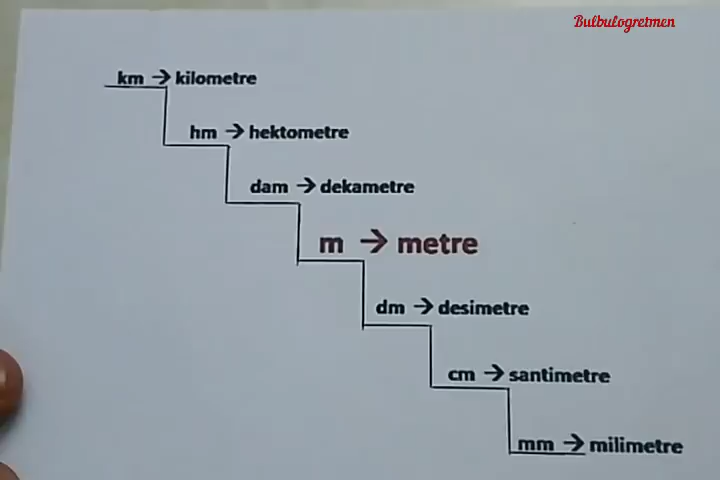 Bulbulogretmen
km → kilometre
hm → hektometre
dam → dekametre
m → metre
dm → desimetre
cm → santimetre
mm → milimetre